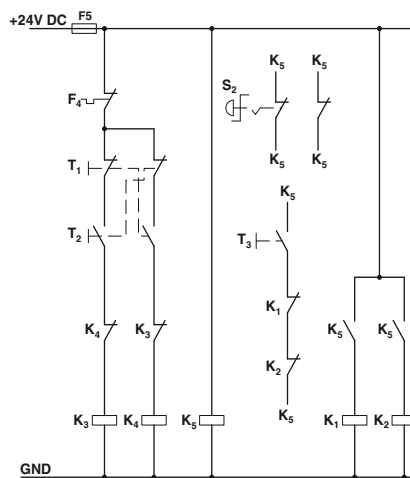 +24V DC F5
K5 K5
S2
F4
K5 K5
T1
K5
T2 T3
K1
K4 K3 K5 K5
K2
K5
K3 K4 K5 K1 K2
GND